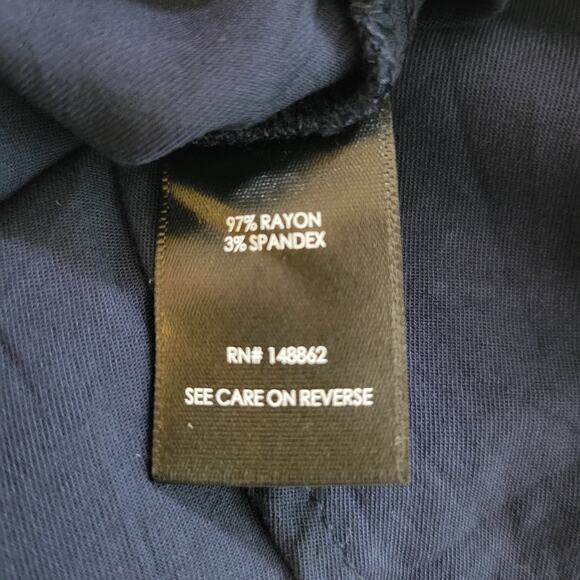 97% RAYON
3% SPANDEX
RN# 148862
SEE CARE ON REVERSE